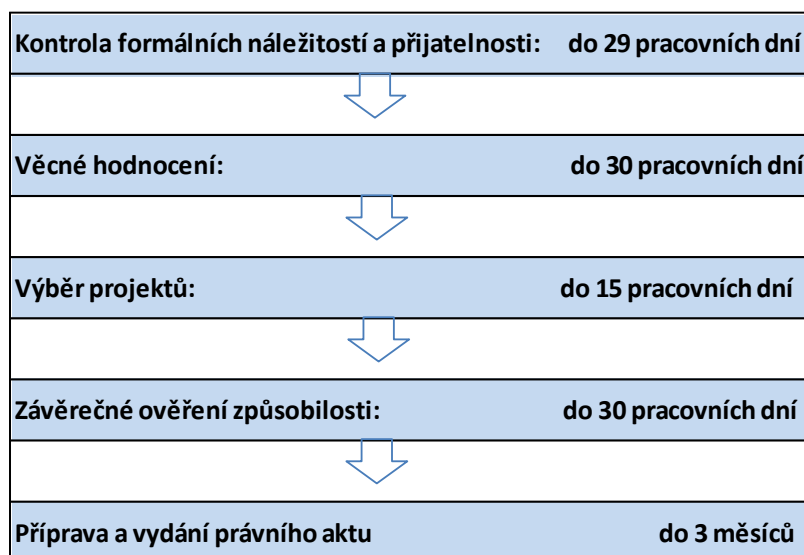 Kontrola formálních náležitostí a přijatelnosti: do 29 pracovních dní
Věcné hodnocení: do 30 pracovních dní
Výběr projektů: do 15 pracovních dní
Závěrečné ověření způsobilosti: do 30 pracovních dní
Příprava a vydání právního aktu do 3 měsíců